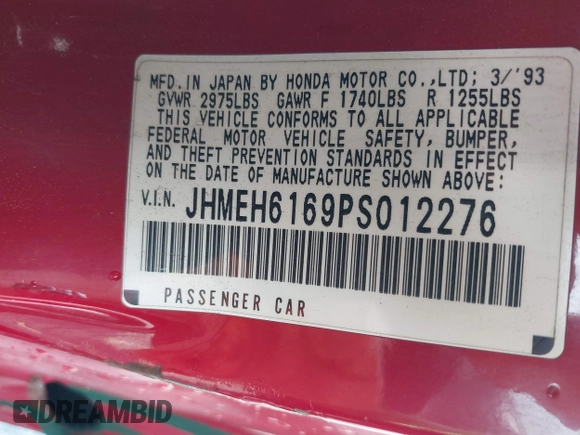 MFD. IN JAPAN BY HONDA MOTOR CO.,LTD; 3/'93
GVWR 2975LBS GAWR F 1740LBS R 1255LBS
THIS VEHICLE CONFORMS TO ALL APPLICABLE
FEDERAL MOTOR VEHICLE SAFETY, BUMPER,
AND THEFT PREVENTION STANDARDS IN EFFECT
ON THE DATE OF MANUFACTURE SHOWN ABOVE:
V.I.N. JHMEH6169PS012276
PASSENGER CAR
DREAMBID